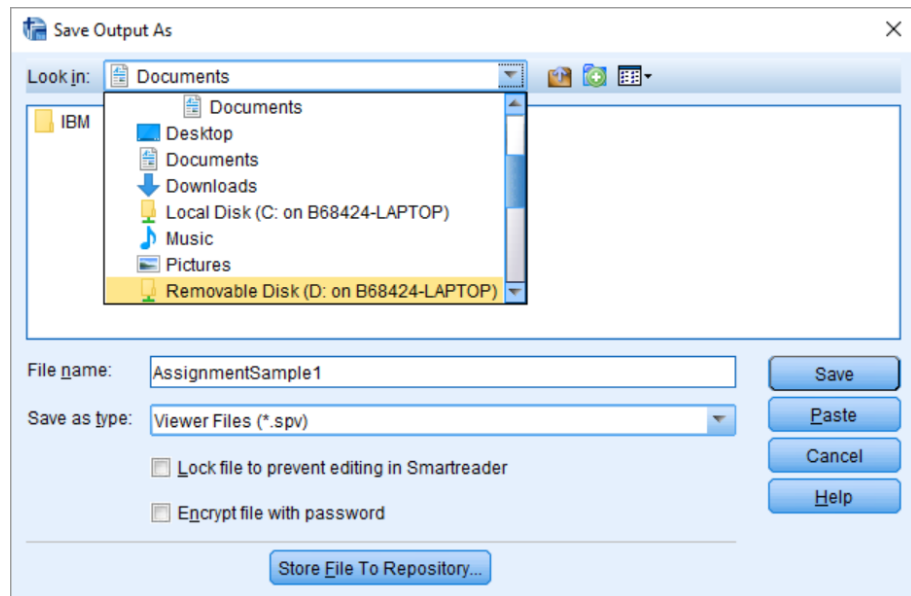 Save Output As
Look in: Documents
Documents
Desktop
Documents
Downloads
Local Disk (C: on B68424-LAPTOP)
Music
Pictures
Removable Disk (D: on B68424-LAPTOP)
IBM
File name: AssignmentSample1
Save
Save as type: Viewer Files (*.spv)
Paste
Lock file to prevent editing in Smartreader
Cancel
Encrypt file with password
Help
Store File To Repository...